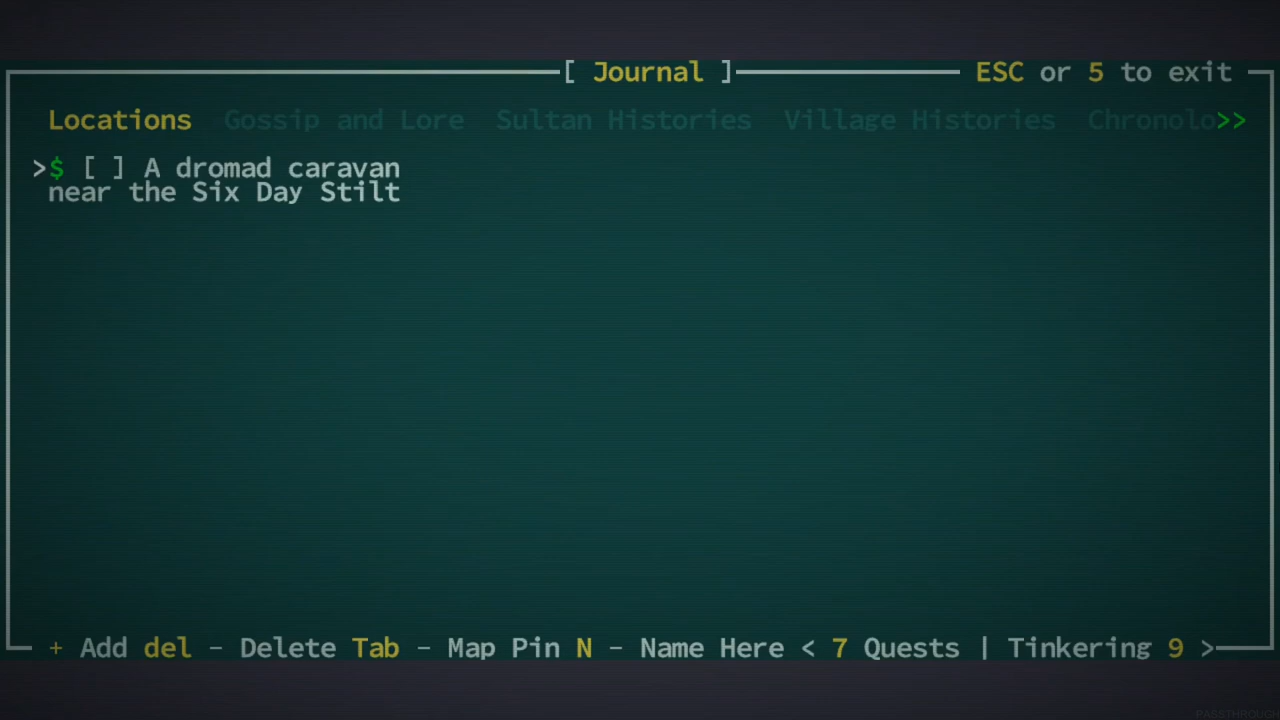 [ Journal ] ESC or 5 to exit
Locations Gossip and Lore Sultan Histories Village Histories Chronolo>>
>$ [ ] A dromad caravan
near the Six Day Stilt
+ Add del - Delete Tab - Map Pin N - Name Here < 7 Quests | Tinkering 9 >